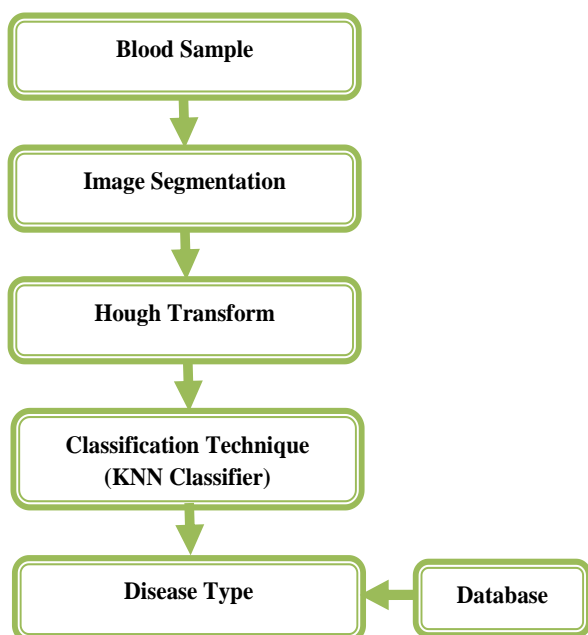 Blood Sample
Image Segmentation
Hough Transform
Classification Technique
(KNN Classifier)
Disease Type
Database